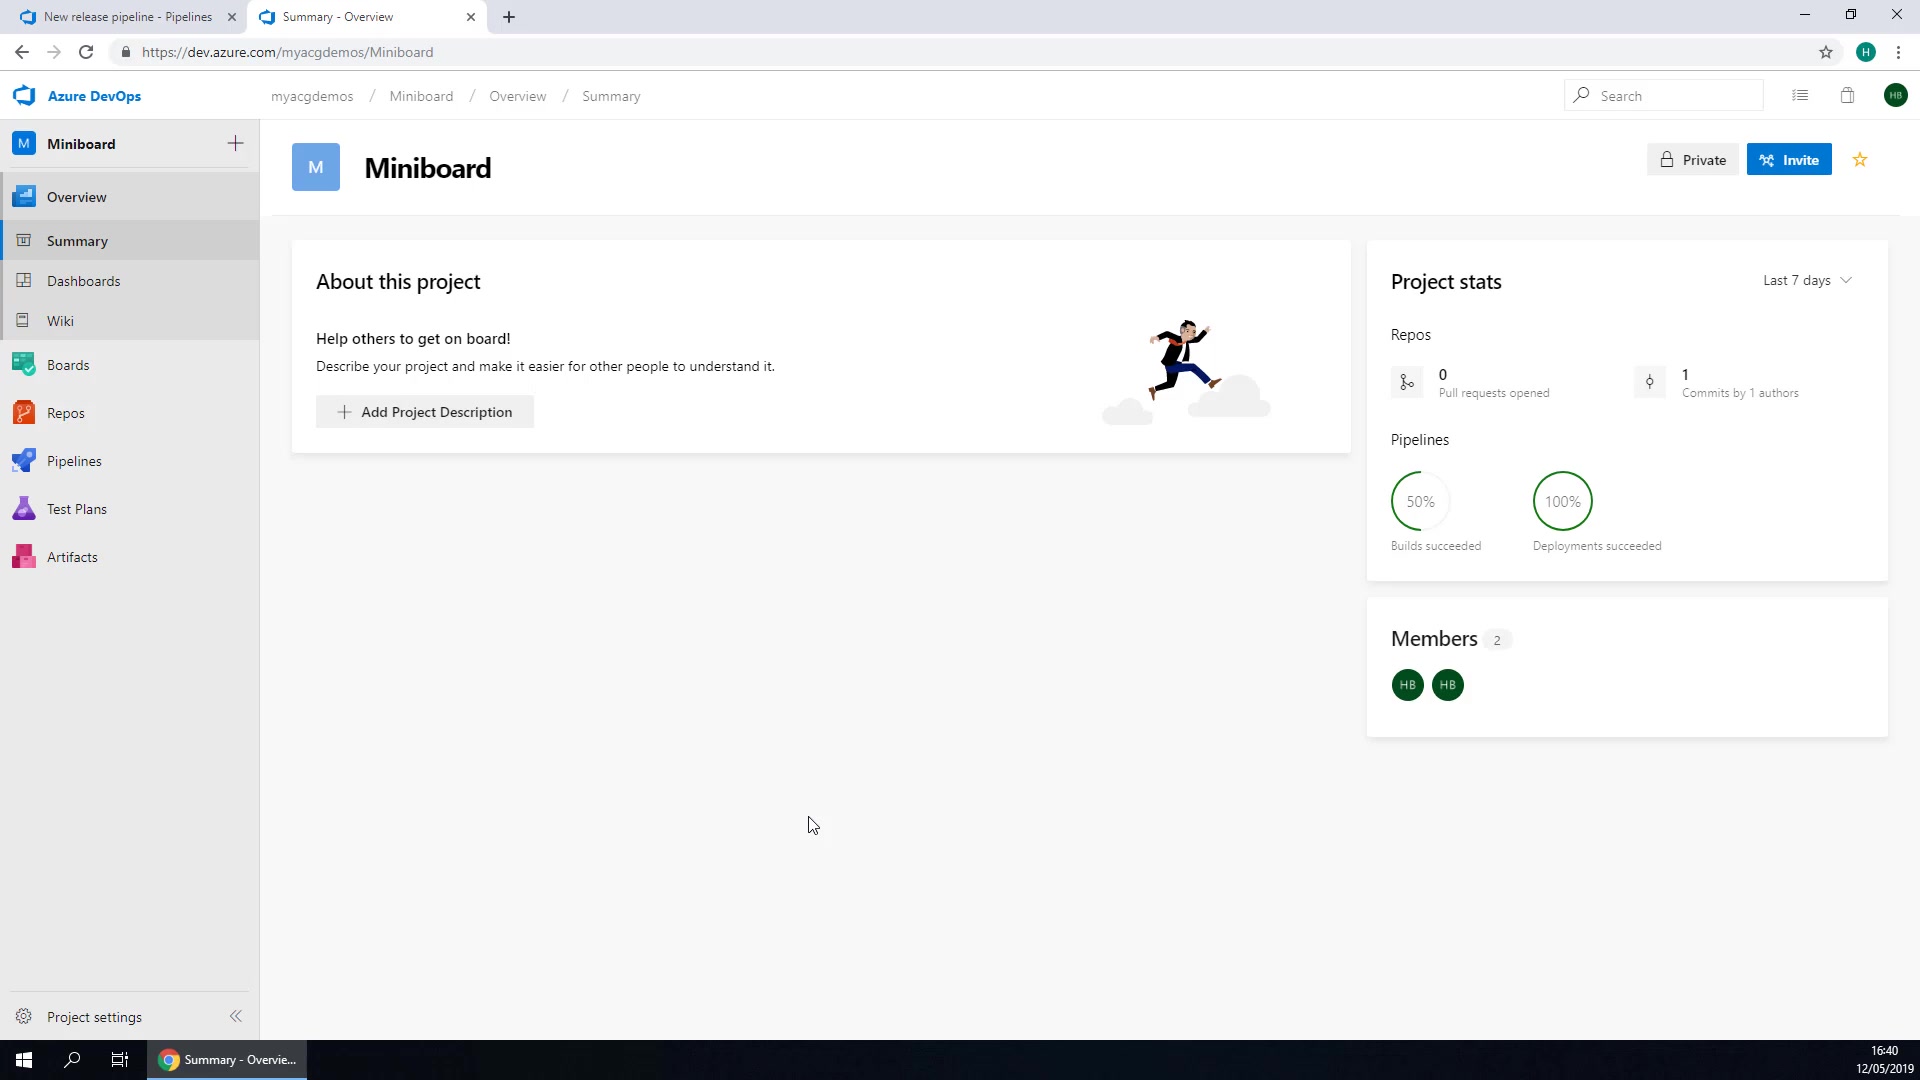 New release pipeline - Pipelines
Summary - Overview
https://dev.azure.com/myacgdemos/Miniboard
H
Azure DevOps
myacgdemos / Miniboard / Overview / Summary
Search
HB
M Miniboard
Overview
Summary
Dashboards
Wiki
Boards
Repos
Pipelines
Test Plans
Artifacts
Project settings
M
Miniboard
Private
Invite
About this project
Help others to get on board!
Describe your project and make it easier for other people to understand it.
Add Project Description
Project stats
Last 7 days
Repos
0
Pull requests opened
1
Commits by 1 authors
Pipelines
50%
Builds succeeded
100%
Deployments succeeded
Members 2
HB HB
Summary - Overvie...
16:40
12/05/2019